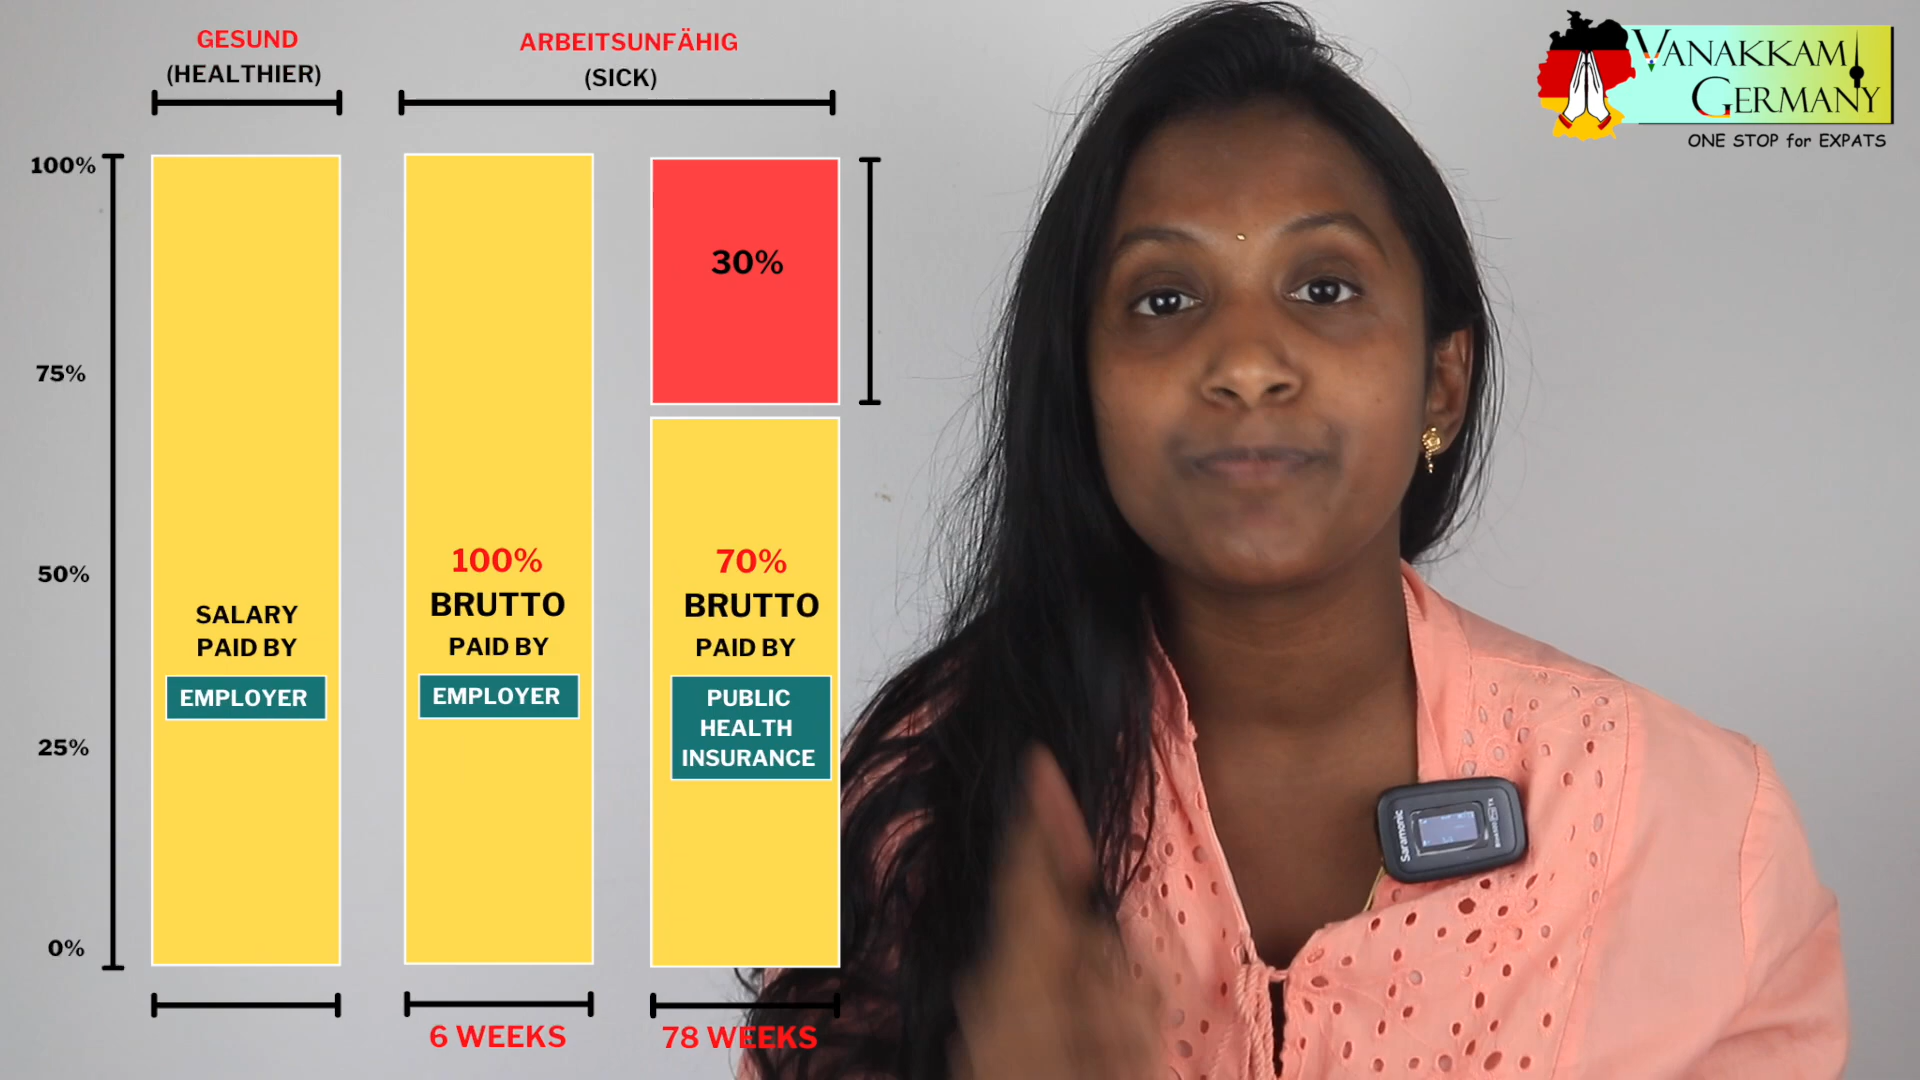 GESUND
(HEALTHIER)
ARBEITSUNFÄHIG
(SICK)
VANAKKAM
GERMANY
ONE STOP for EXPATS
100%
75%
50%
25%
0%
SALARY
PAID BY
EMPLOYER
100%
BRUTTO
PAID BY
EMPLOYER
30%
70%
BRUTTO
PAID BY
PUBLIC
HEALTH
INSURANCE
6 WEEKS
78 WEEKS
Saramonic